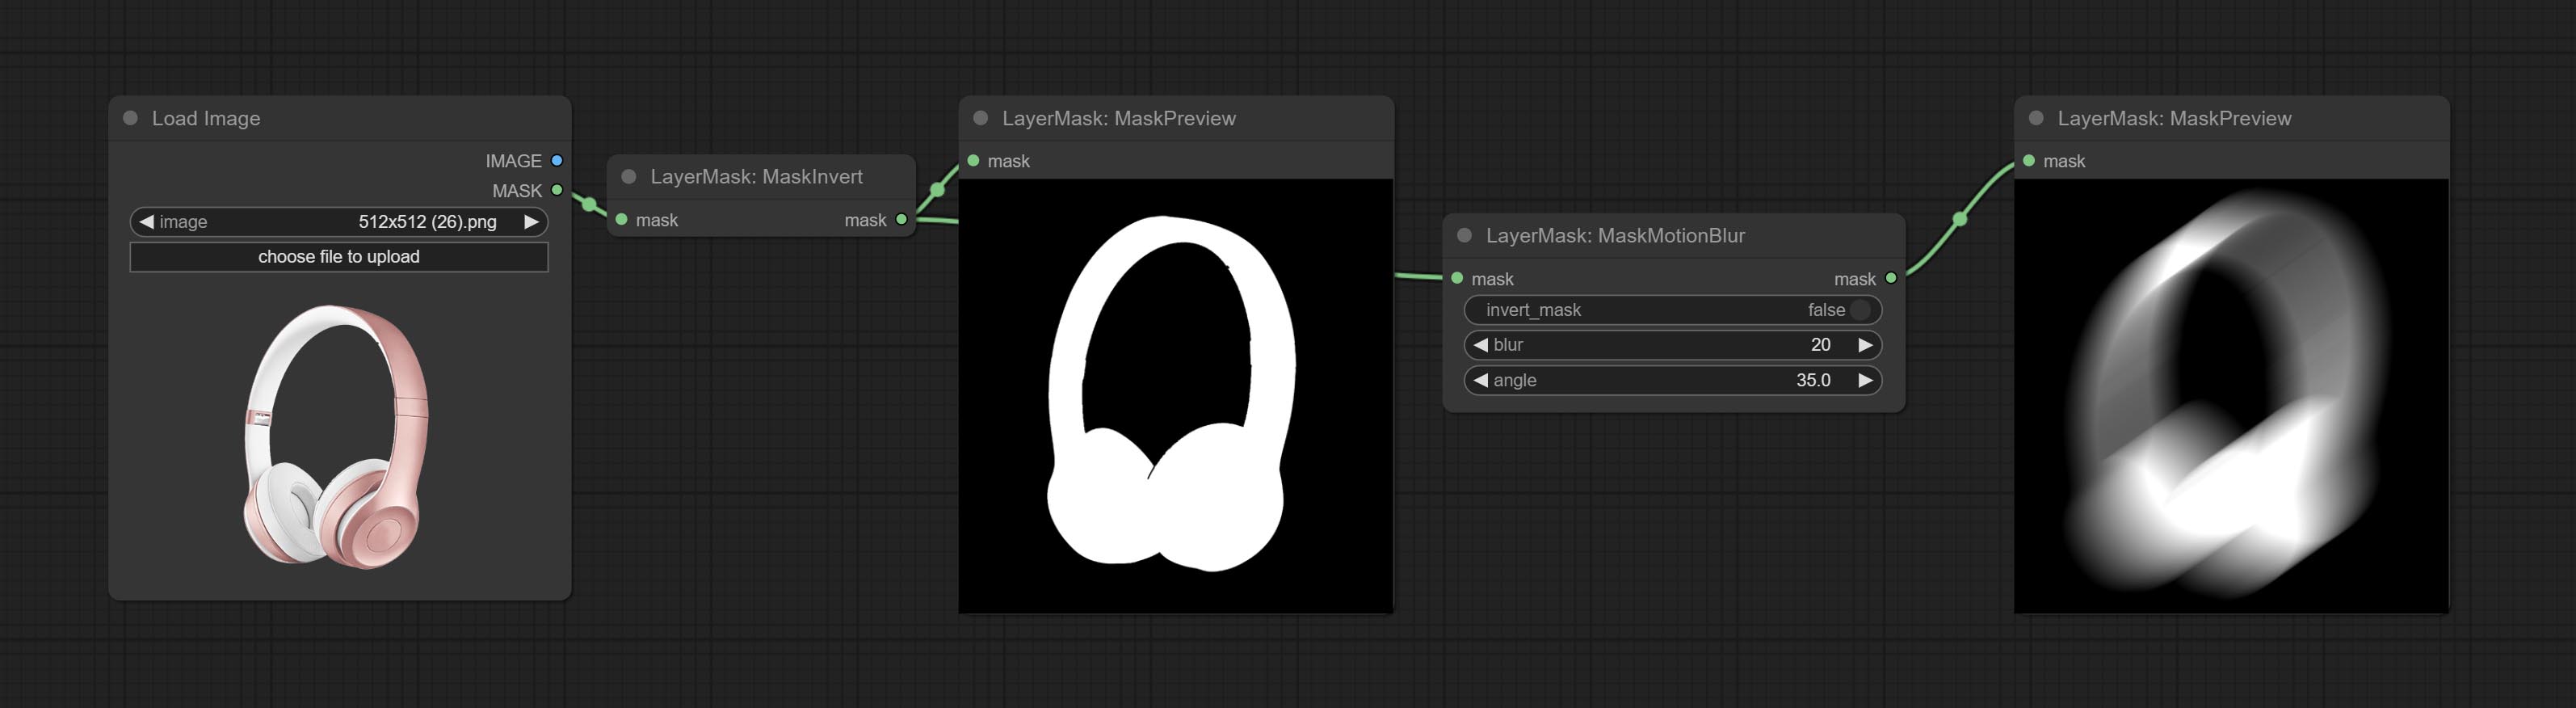 Load Image
IMAGE
MASK
image 512x512 (26).png
choose file to upload
LayerMask: MaskInvert
mask mask
LayerMask: MaskPreview
mask
LayerMask: MaskMotionBlur
mask mask
invert_mask false
blur 20
angle 35.0
LayerMask: MaskPreview
mask